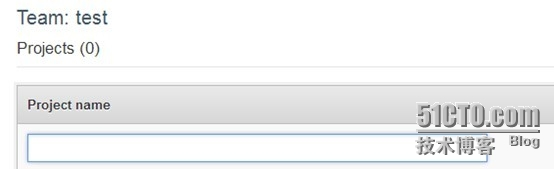 Team: test
Projects (0)
Project name
51CTO.com
技术博客 Blog